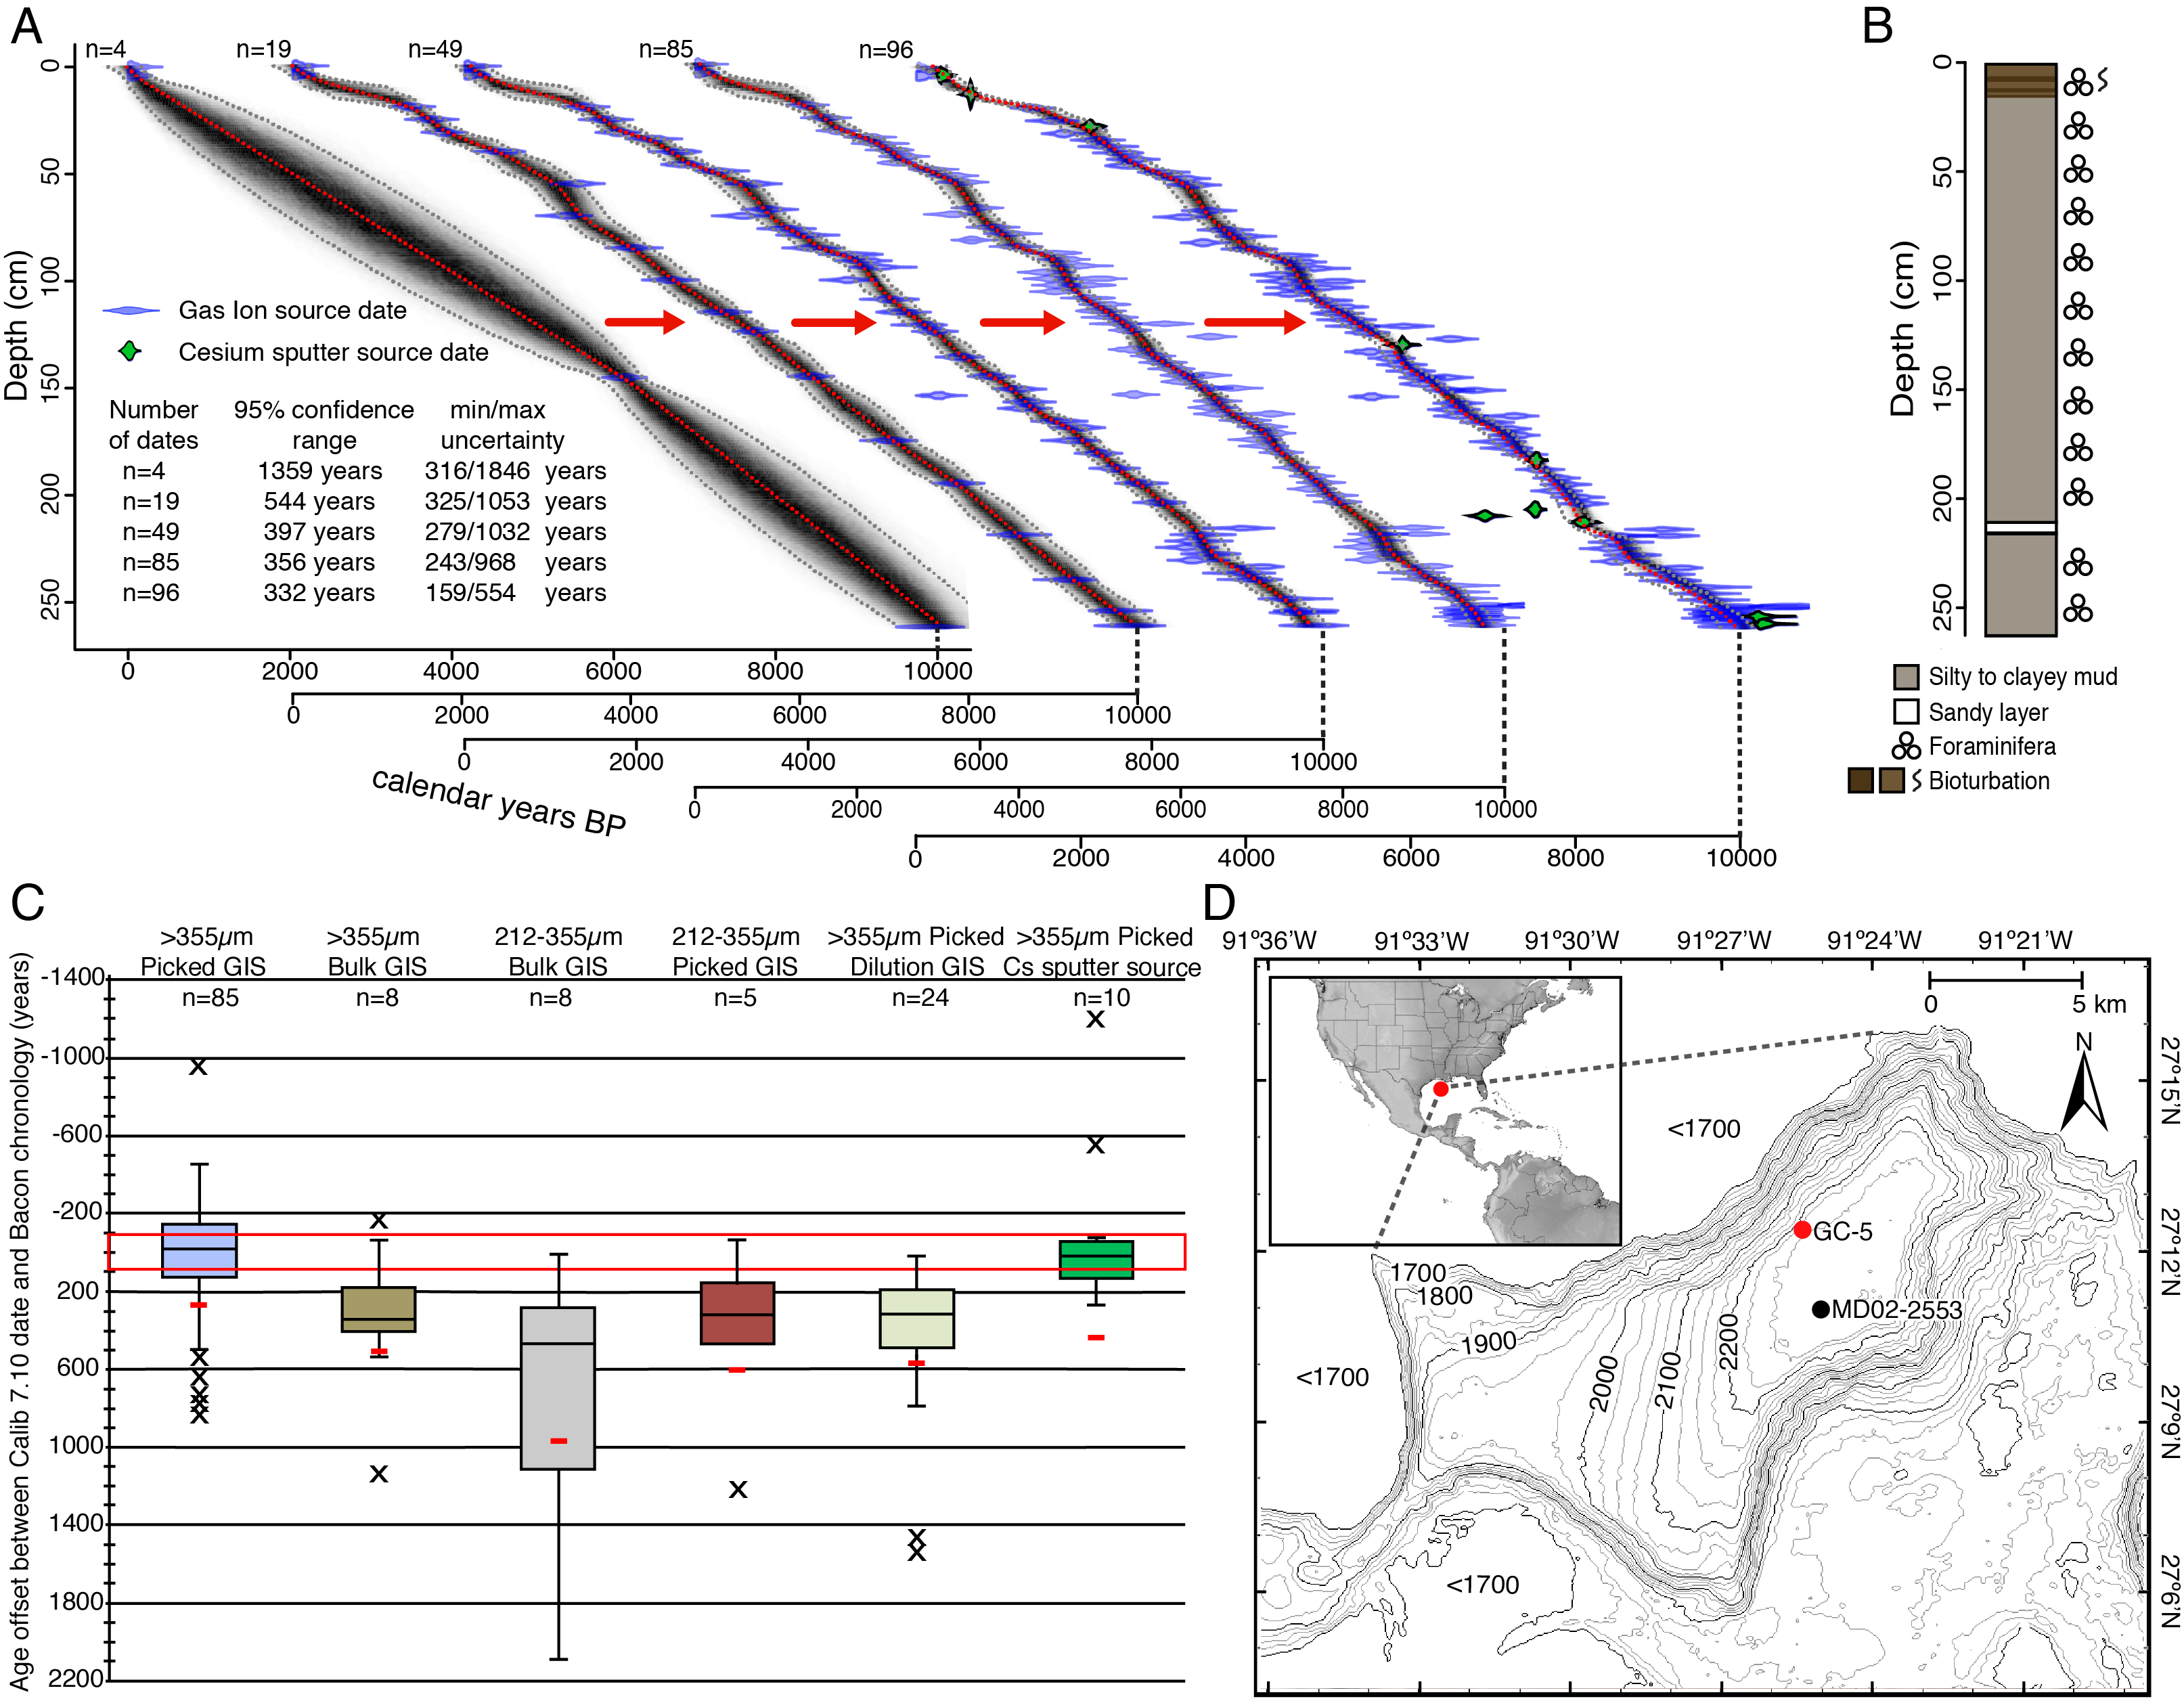 A
n=4
n=19
n=49
n=85
n=96
Depth (cm)
0
50
100
150
200
250
Gas Ion source date
Cesium sputter source date
Number of dates
95% confidence range
min/max uncertainty
n=4 1359 years 316/1846 years
n=19 544 years 325/1053 years
n=49 397 years 279/1032 years
n=85 356 years 243/968 years
n=96 332 years 159/554 years
0 2000 4000 6000 8000 10000
0 2000 4000 6000 8000 10000
0 2000 4000 6000 8000 10000
0 2000 4000 6000 8000 10000
0 2000 4000 6000 8000 10000
calendar years BP
B
Depth (cm)
0
50
100
150
200
250
Silty to clayey mud
Sandy layer
Foraminifera
Bioturbation
C
Age offset between Calib 7.10 date and Bacon chronology (years)
>355µm Picked GIS n=85
>355µm Bulk GIS n=8
212-355µm Bulk GIS n=8
212-355µm Picked GIS n=5
>355µm Picked Dilution GIS n=24
>355µm Picked Cs sputter source n=10
-1400
-1000
-600
-200
200
600
1000
1400
1800
2200
D
91°36'W 91°33'W 91°30'W 91°27'W 91°24'W 91°21'W
0 5 km
N
27°15'N
27°12'N
27°9'N
27°6'N
<1700
GC-5
MD02-2553
1700
1800
1900
2000
2100
2200
<1700
<1700